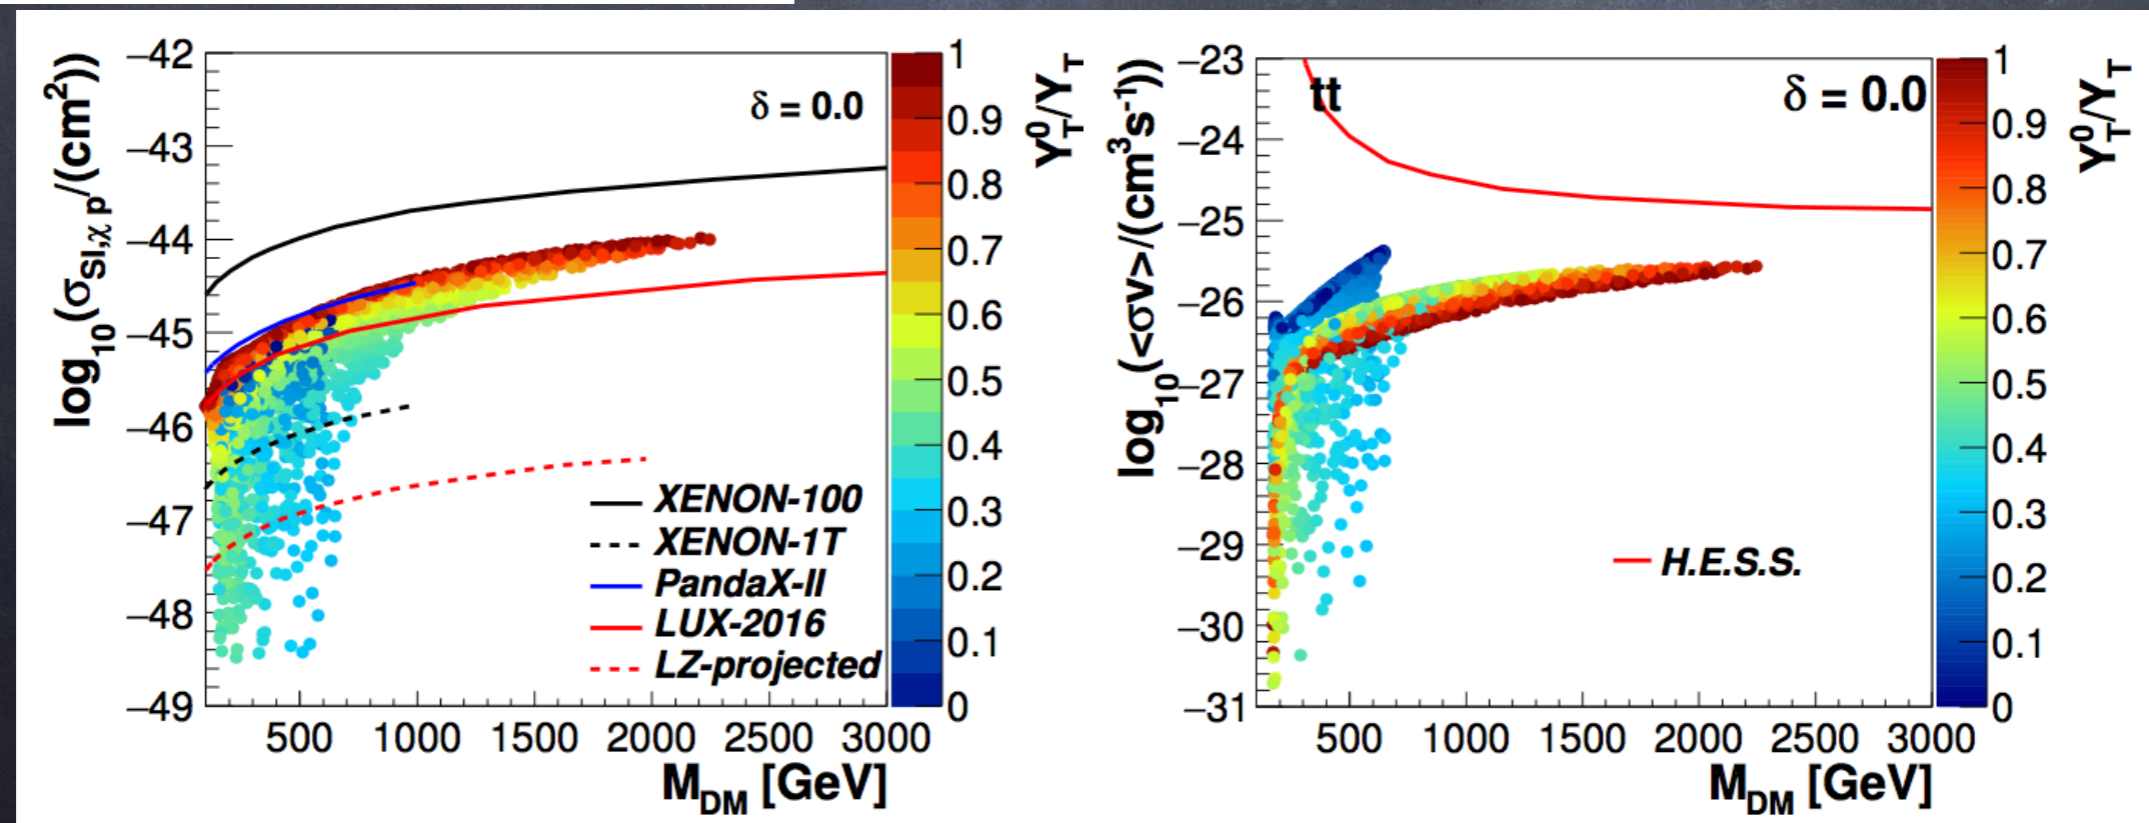 −42
−43
−44
−45
−46
−47
−48
−49
log10(σSI,χ p/(cm2))
δ = 0.0
XENON-100
XENON-1T
PandaX-II
LUX-2016
LZ-projected
500 1000 1500 2000 2500 3000
MDM [GeV]
1
0.9
0.8
0.7
0.6
0.5
0.4
0.3
0.2
0.1
0
Y0T/YT
−23
−24
−25
−26
−27
−28
−29
−30
−31
log10(<σv>/(cm3s-1))
tt
δ = 0.0
H.E.S.S.
500 1000 1500 2000 2500 3000
MDM [GeV]
1
0.9
0.8
0.7
0.6
0.5
0.4
0.3
0.2
0.1
0
Y0T/YT